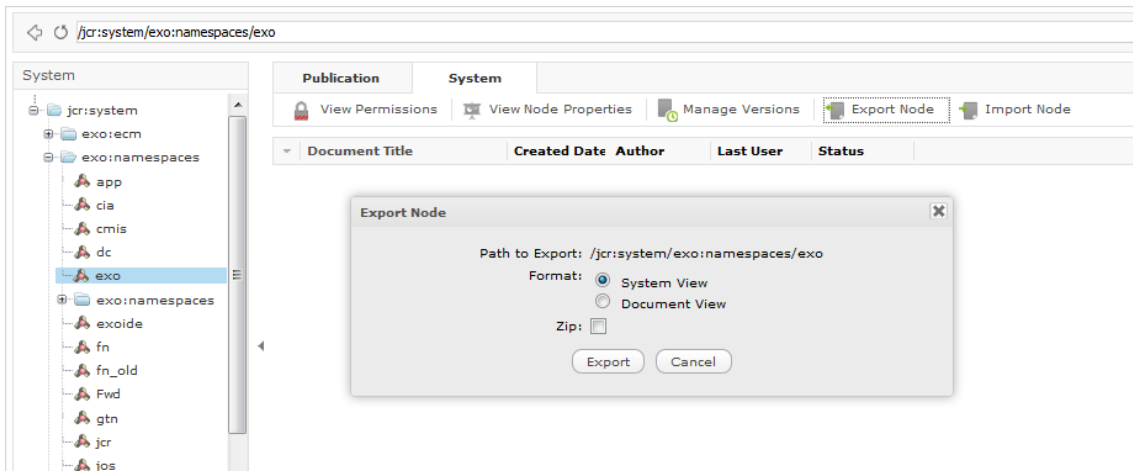 /jcr:system/exo:namespaces/exo
System
jcr:system
exo:ecm
exo:namespaces
app
cia
cmis
dc
exo
exo:namespaces
exoide
fn
fn_old
Fwd
gtn
jcr
jos
Publication System
View Permissions View Node Properties Manage Versions Export Node Import Node
Document Title Created Date Author Last User Status
Export Node
Path to Export: /jcr:system/exo:namespaces/exo
Format: System View
Document View
Zip:
Export Cancel